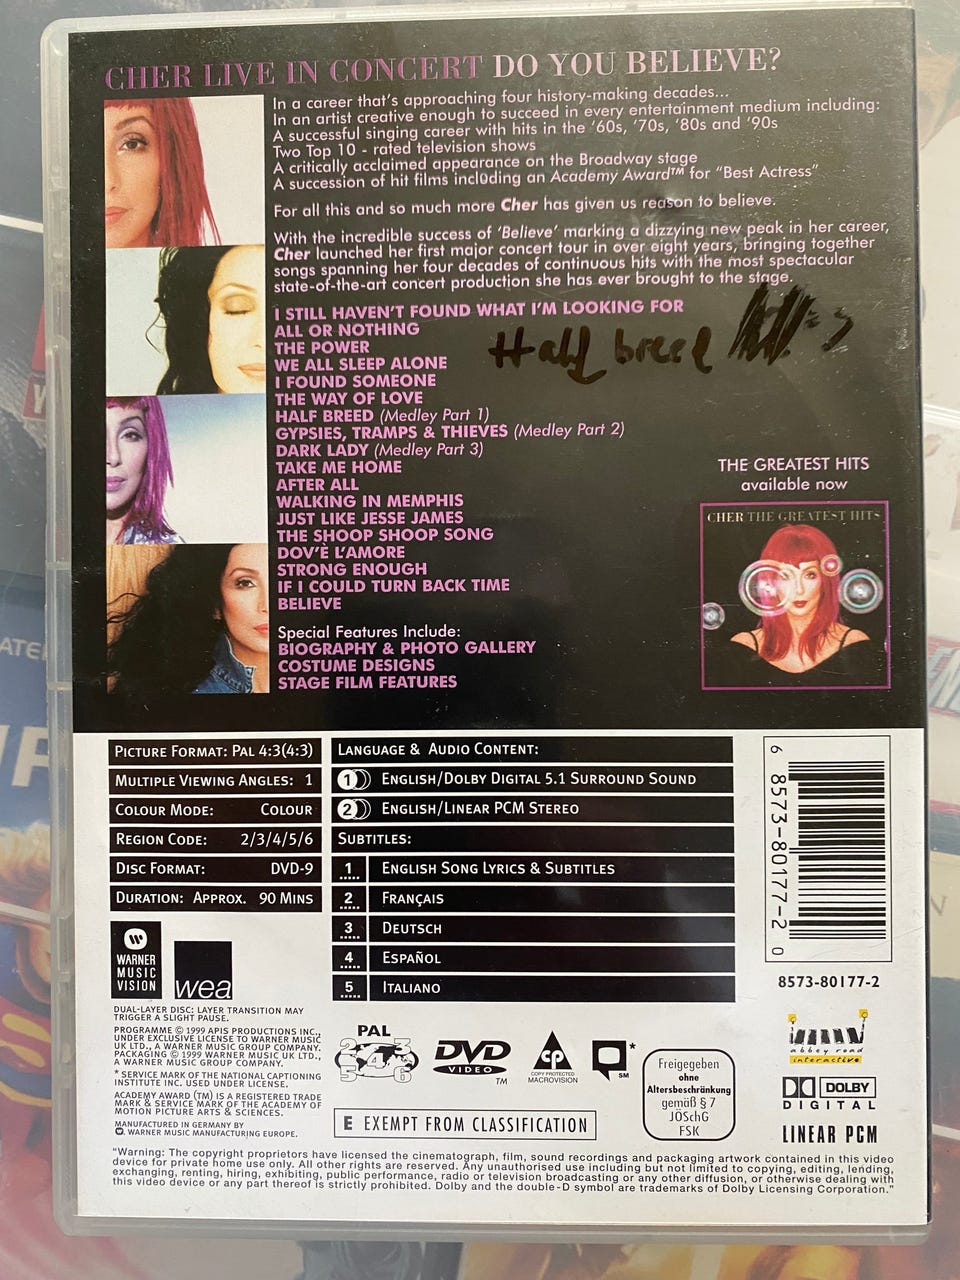 CHER LIVE IN CONCERT DO YOU BELIEVE?
In a career that's approaching four history-making decades...
In an artist creative enough to succeed in every entertainment medium including:
A successful singing career with hits in the '60s, '70s, '80s and '90s
Two Top 10 - rated television shows
A critically acclaimed appearance on the Broadway stage
A succession of hit films including an Academy Award™ for "Best Actress"
For all this and so much more Cher has given us reason to believe.
With the incredible success of 'Believe' marking a dizzying new peak in her career,
Cher launched her first major concert tour in over eight years, bringing together
songs spanning her four decades of continuous hits with the most spectacular
state-of-the-art concert production she has ever brought to the stage.
I STILL HAVEN'T FOUND WHAT I'M LOOKING FOR
ALL OR NOTHING
THE POWER
WE ALL SLEEP ALONE
I FOUND SOMEONE
THE WAY OF LOVE
HALF BREED (Medley Part 1)
GYPSIES, TRAMPS & THIEVES (Medley Part 2)
DARK LADY (Medley Part 3)
TAKE ME HOME
AFTER ALL
WALKING IN MEMPHIS
JUST LIKE JESSE JAMES
THE SHOOP SHOOP SONG
DOV'È L'AMORE
STRONG ENOUGH
IF I COULD TURN BACK TIME
BELIEVE
Half breed
Special Features Include:
BIOGRAPHY & PHOTO GALLERY
COSTUME DESIGNS
STAGE FILM FEATURES
THE GREATEST HITS
available now
CHER THE GREATEST HITS
PICTURE FORMAT: PAL 4:3(4:3)
MULTIPLE VIEWING ANGLES: 1
COLOUR MODE: COLOUR
REGION CODE: 2/3/4/5/6
DISC FORMAT: DVD-9
DURATION: APPROX. 90 MINS
LANGUAGE & AUDIO CONTENT:
1 ENGLISH/DOLBY DIGITAL 5.1 SURROUND SOUND
2 ENGLISH/LINEAR PCM STEREO
SUBTITLES:
1 ENGLISH SONG LYRICS & SUBTITLES
2 FRANÇAIS
3 DEUTSCH
4 ESPAÑOL
5 ITALIANO
6 8573-80177-2 0
8573-80177-2
WARNER
MUSIC
VISION
wea
DUAL-LAYER DISC: LAYER TRANSITION MAY
TRIGGER A SLIGHT PAUSE.
PROGRAMME © 1999 APIS PRODUCTIONS INC.,
UNDER EXCLUSIVE LICENSE TO WARNER MUSIC
UK LTD., A WARNER MUSIC GROUP COMPANY.
PACKAGING © 1999 WARNER MUSIC UK LTD.,
A WARNER MUSIC GROUP COMPANY.
* SERVICE MARK OF THE NATIONAL CAPTIONING
INSTITUTE INC. USED UNDER LICENSE.
ACADEMY AWARD (TM) IS A REGISTERED TRADE
MARK & SERVICE MARK OF THE ACADEMY OF
MOTION PICTURE ARTS & SCIENCES.
MANUFACTURED IN GERMANY BY
WARNER MUSIC MANUFACTURING EUROPE.
PAL
2 3 4 5 6
DVD
VIDEO
TM
CP
COPY PROTECTED
MACROVISION
*
SM
E EXEMPT FROM CLASSIFICATION
Freigegeben
ohne
Altersbeschränkung
gemäß § 7
JÖSchG
FSK
abbey road
interactive
DOLBY
DIGITAL
LINEAR PCM
"Warning: The copyright proprietors have licensed the cinematograph, film, sound recordings and packaging artwork contained in this video
device for private home use only. All other rights are reserved. Any unauthorised use including but not limited to copying, editing, lending,
exchanging, renting, hiring, exhibiting, public performance, radio or television broadcasting or any other diffusion, or otherwise dealing with
this video device or any part thereof is strictly prohibited. Dolby and the double-D symbol are trademarks of Dolby Licensing Corporation."